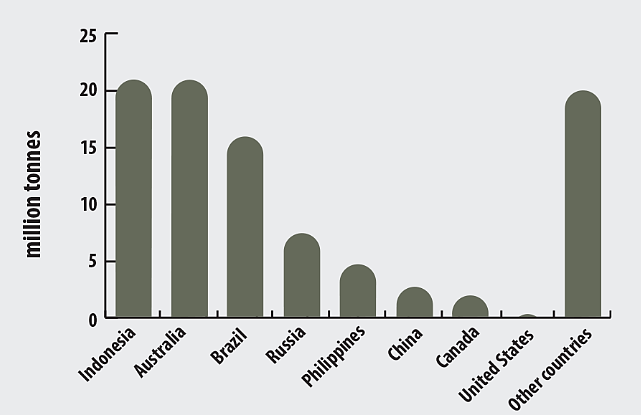 million tonnes
25
20
15
10
5
0
Indonesia
Australia
Brazil
Russia
Philippines
China
Canada
United States
Other countries